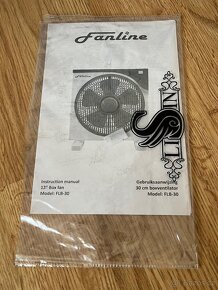 Fanline
Instruction manual
12" Box fan
Model: FLB-30
Gebruiksaanwijzing
30 cm boxventilator
Model: FLB-30